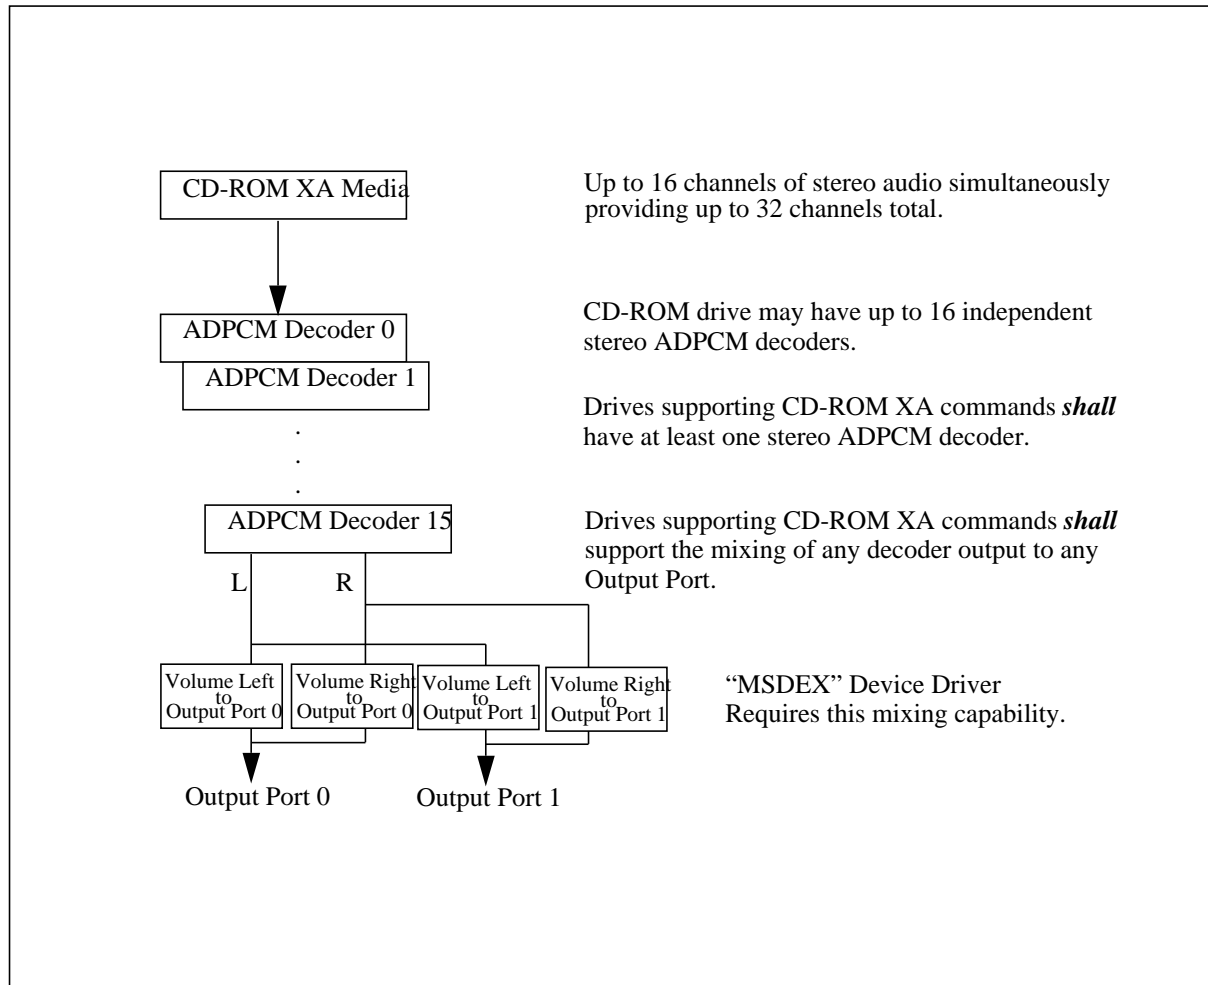 CD-ROM XA Media
Up to 16 channels of stereo audio simultaneously
providing up to 32 channels total.
ADPCM Decoder 0
CD-ROM drive may have up to 16 independent
stereo ADPCM decoders.
ADPCM Decoder 1
Drives supporting CD-ROM XA commands shall
have at least one stereo ADPCM decoder.
.
.
.
ADPCM Decoder 15
Drives supporting CD-ROM XA commands shall
support the mixing of any decoder output to any
Output Port.
L
R
Volume Left
to
Output Port 0
Volume Right
to
Output Port 0
Volume Left
to
Output Port 1
Volume Right
to
Output Port 1
“MSDEX” Device Driver
Requires this mixing capability.
Output Port 0
Output Port 1